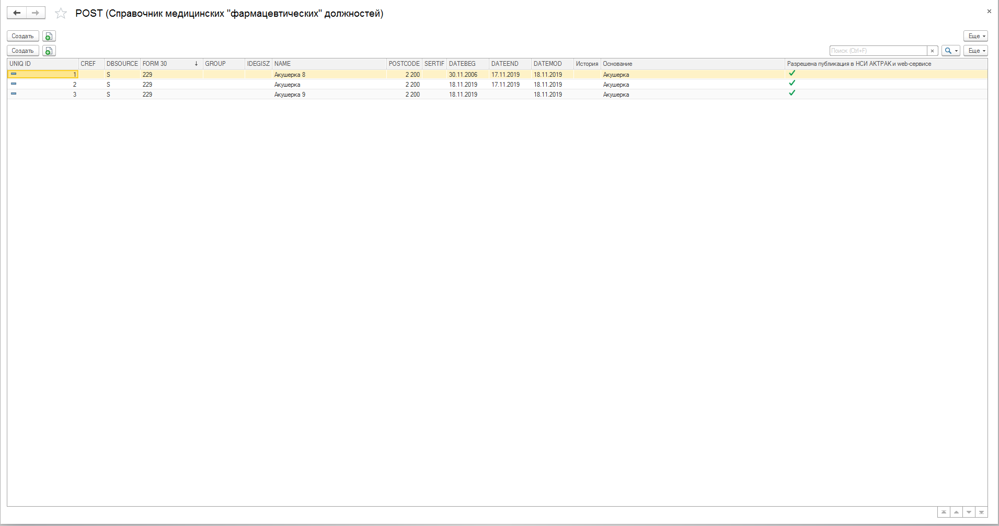 POST (Справочник медицинских "фармацевтических" должностей)
Создать Еще
Создать Поиск (Ctrl+F) Еще
UNIQ ID CREF DBSOURCE FORM 30 GROUP IDEGISZ NAME POSTCODE SERTIF DATEBEG DATEEND DATEMOD История Основание Разрешена публикация в НСИ АКТРАК и web-сервисе
1 S 229 Акушерка 8 2 200 30.11.2006 17.11.2019 18.11.2019 Акушерка
2 S 229 Акушерка 2 200 18.11.2019 17.11.2019 18.11.2019 Акушерка
3 S 229 Акушерка 9 2 200 18.11.2019 18.11.2019 Акушерка